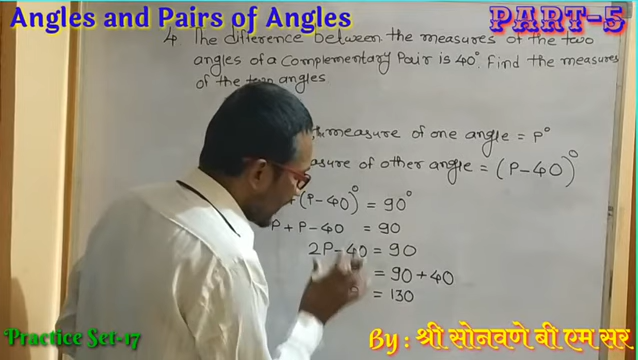 Angles and Pairs of Angles
PART-5
4. The difference between the measures of the two
angles of a complementary Pair is 40°. Find the measures
of the two angles
measure of one angle = P°
of other angle = (P-40)°
(P-40)° = 90°
P + P - 40 = 90
2P - 40 = 90
= 90 + 40
= 130
Practice Set-17
By : श्री सोनवणे बी एम सर